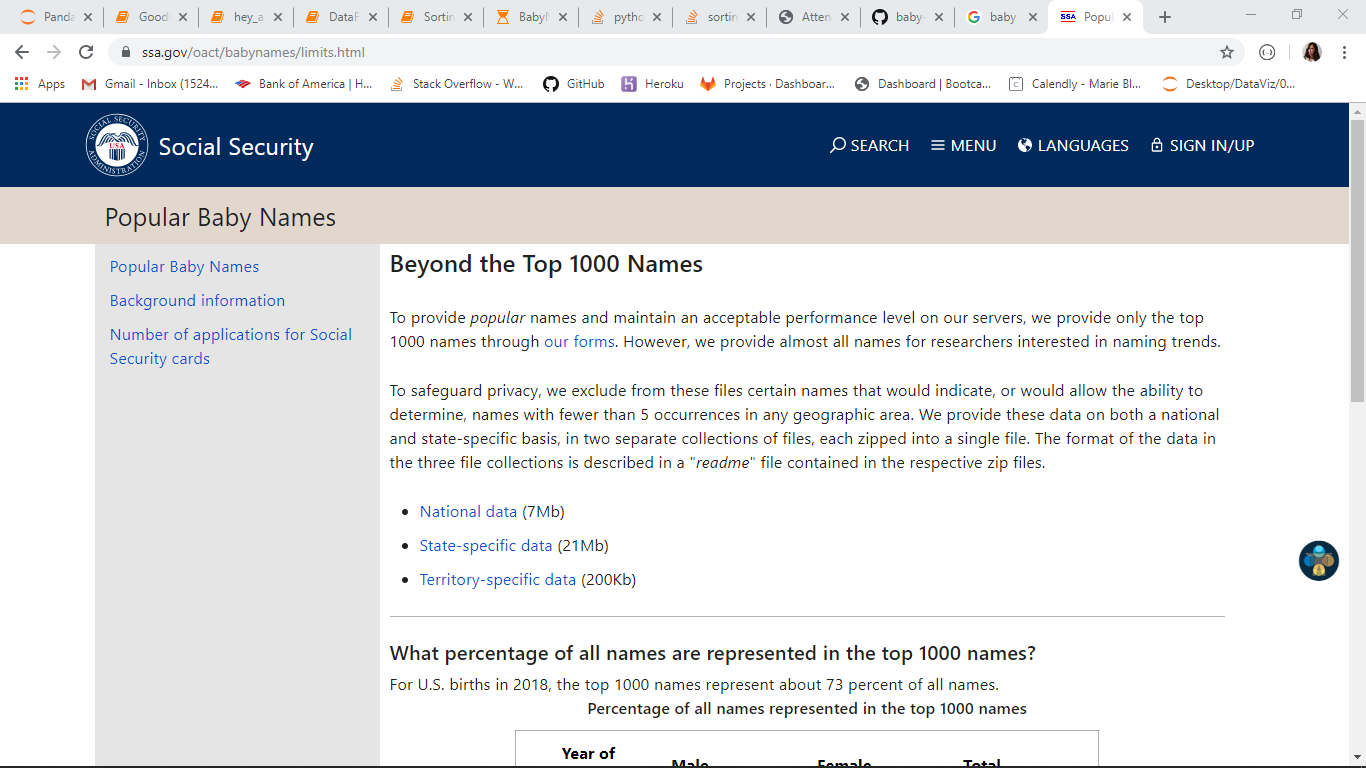 Panda
Good
hey_a
DataF
Sortin
BabyN
pytho
sortin
Atten
baby-
baby
Popul
ssa.gov/oact/babynames/limits.html
Apps
Gmail - Inbox (1524...
Bank of America | H...
Stack Overflow - W...
GitHub
Heroku
Projects · Dashboar...
Dashboard | Bootca...
Calendly - Marie Bl...
Desktop/DataViz/0...
SOCIAL SECURITY ADMINISTRATION
USA
Social Security
SEARCH
MENU
LANGUAGES
SIGN IN/UP
Popular Baby Names
Popular Baby Names
Background information
Number of applications for Social
Security cards
Beyond the Top 1000 Names
To provide popular names and maintain an acceptable performance level on our servers, we provide only the top
1000 names through our forms. However, we provide almost all names for researchers interested in naming trends.
To safeguard privacy, we exclude from these files certain names that would indicate, or would allow the ability to
determine, names with fewer than 5 occurrences in any geographic area. We provide these data on both a national
and state-specific basis, in two separate collections of files, each zipped into a single file. The format of the data in
the three file collections is described in a "readme" file contained in the respective zip files.
National data (7Mb)
State-specific data (21Mb)
Territory-specific data (200Kb)
What percentage of all names are represented in the top 1000 names?
For U.S. births in 2018, the top 1000 names represent about 73 percent of all names.
Percentage of all names represented in the top 1000 names
Year of
Male
Female
Total